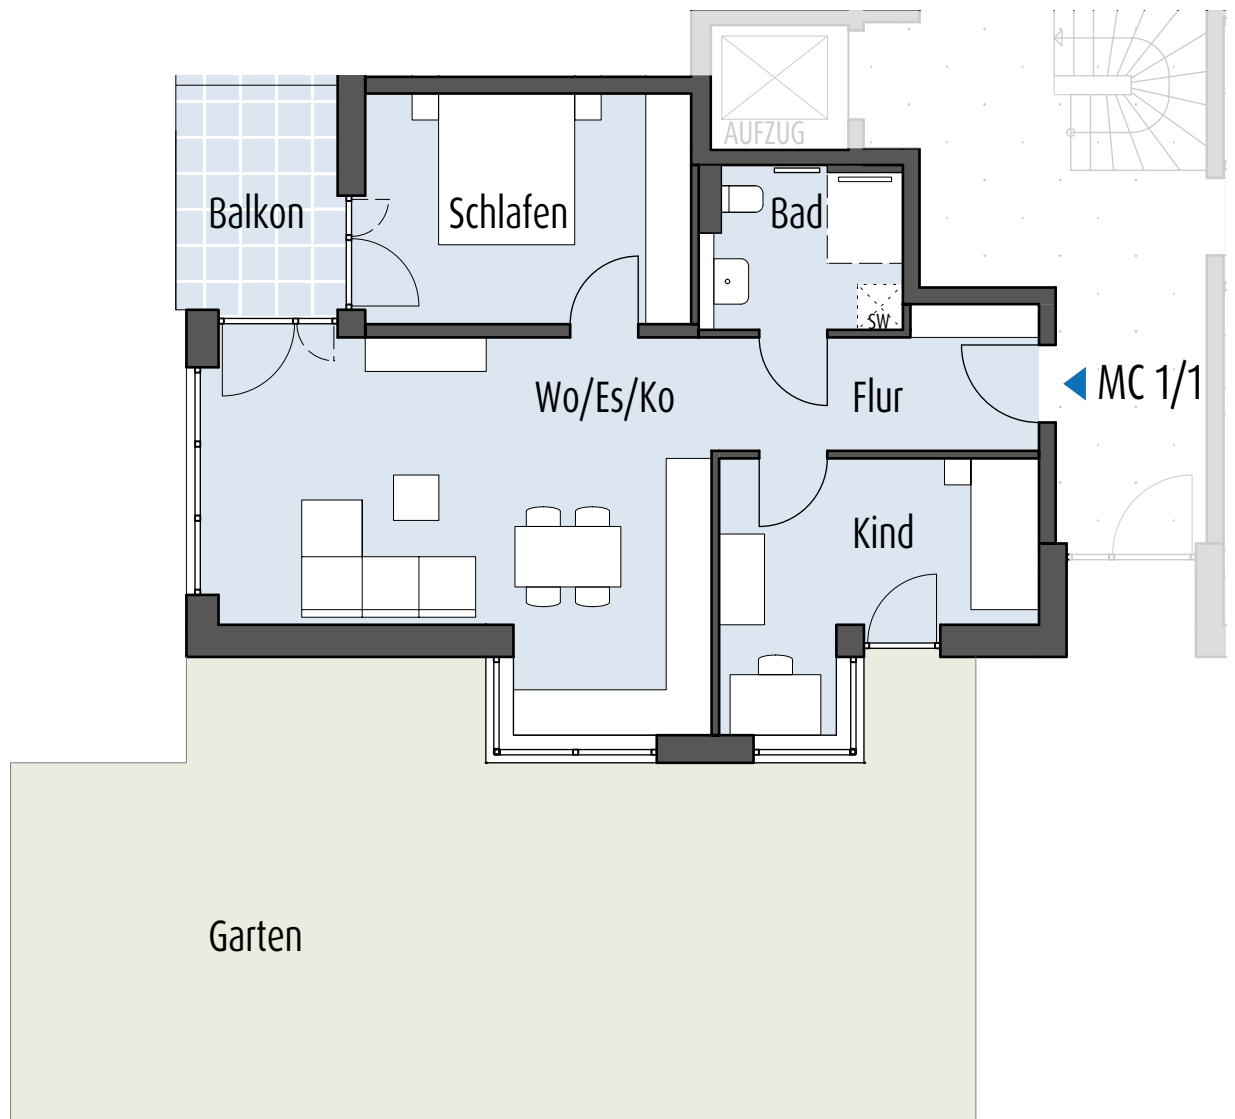 AUFZUG
Balkon
Schlafen
Bad
SW
Wo/Es/Ko
Flur
MC 1/1
Kind
Garten